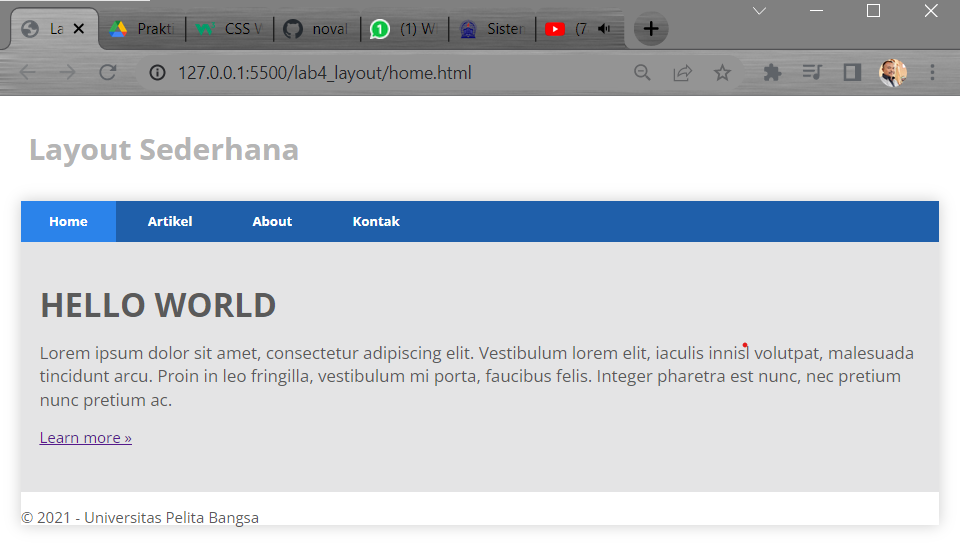 La
Prakti
CSS W
noval
(1) W
Sister
(7
127.0.0.1:5500/lab4_layout/home.html
Layout Sederhana
Home
Artikel
About
Kontak
HELLO WORLD
Lorem ipsum dolor sit amet, consectetur adipiscing elit. Vestibulum lorem elit, iaculis innisl volutpat, malesuada
tincidunt arcu. Proin in leo fringilla, vestibulum mi porta, faucibus felis. Integer pharetra est nunc, nec pretium
nunc pretium ac.
Learn more »
© 2021 - Universitas Pelita Bangsa